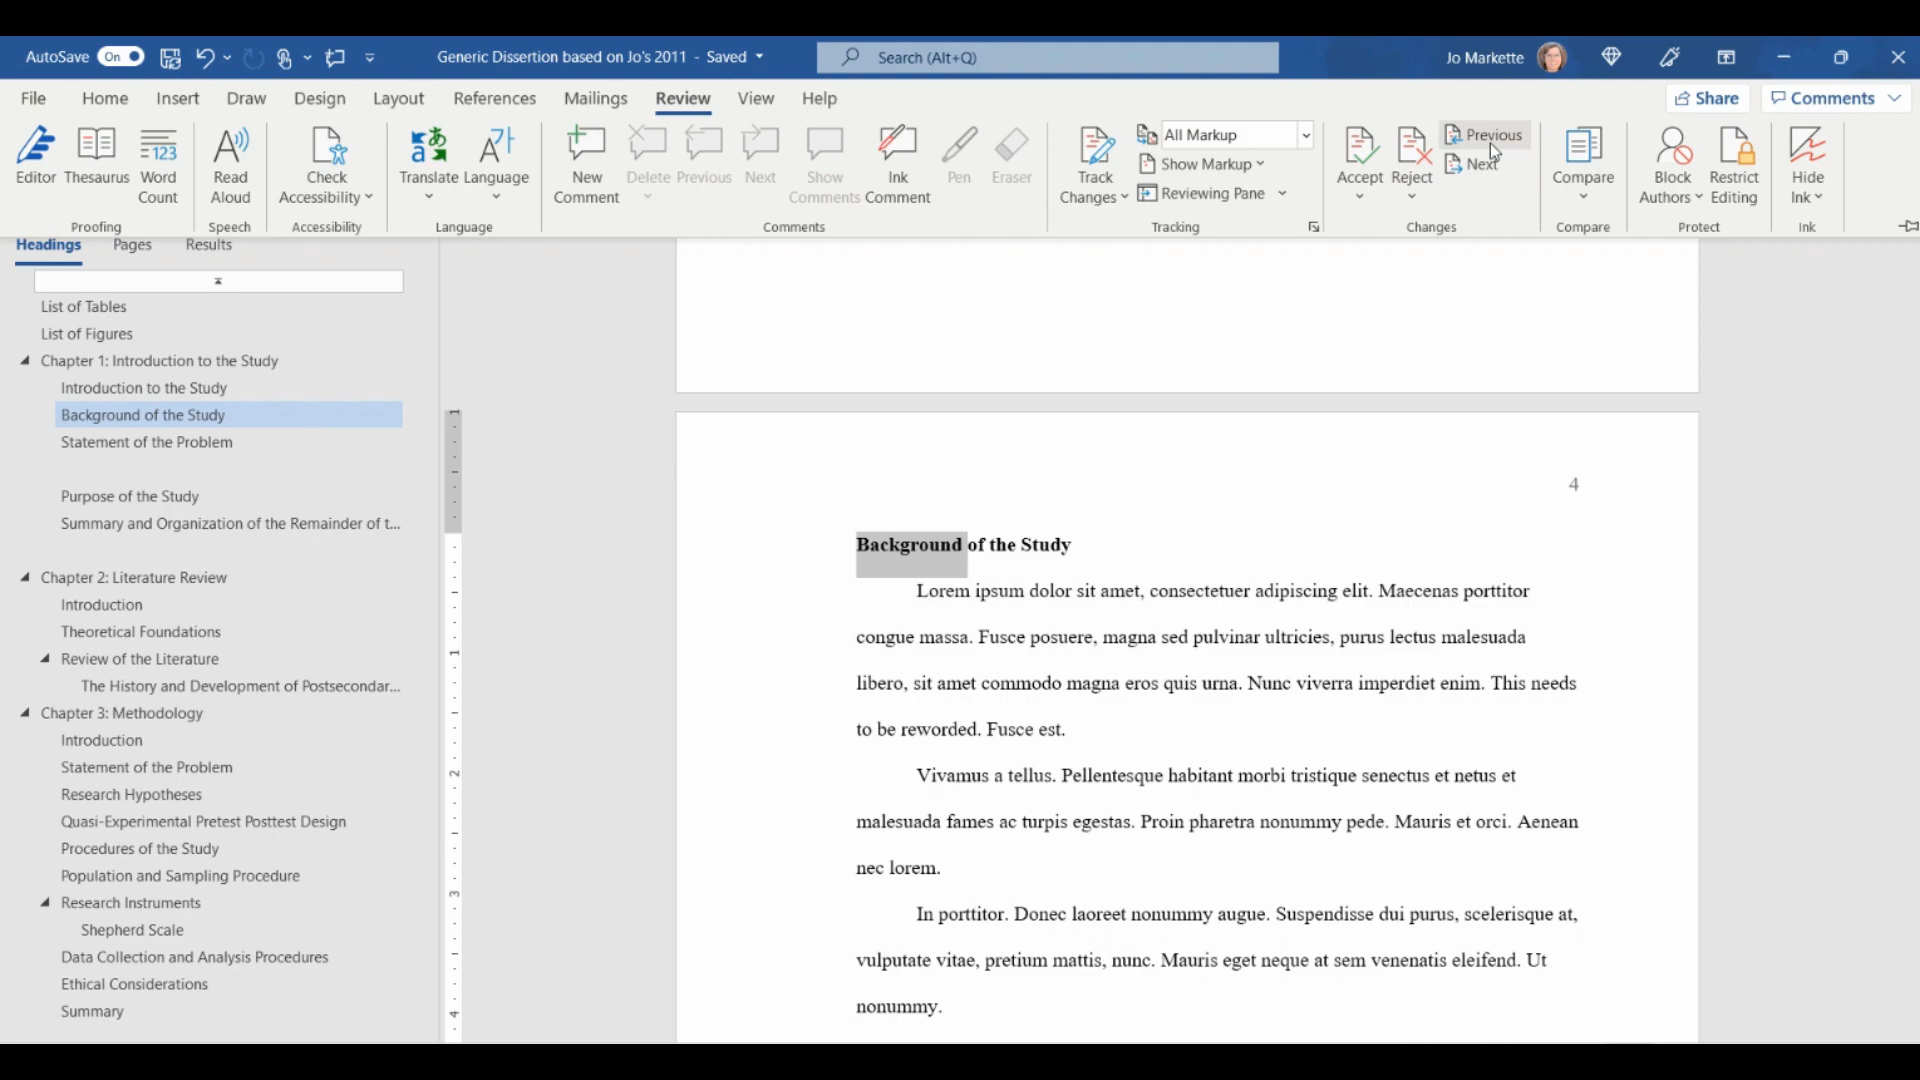 AutoSave On Generic Dissertion based on Jo's 2011 - Saved Search (Alt+Q) Jo Markette
File Home Insert Draw Design Layout References Mailings Review View Help Share Comments
Editor
Thesaurus
Word
Count
Proofing
Read
Aloud
Speech
Check
Accessibility
Accessibility
Translate
Language
Language
New
Comment
Delete
Previous
Next
Show
Comments
Ink
Comment
Comments
Pen
Eraser
Track
Changes
All Markup
Show Markup
Reviewing Pane
Tracking
Accept
Reject
Previous
Next
Changes
Compare
Compare
Block
Authors
Restrict
Editing
Protect
Hide
Ink
Ink
Headings Pages Results
List of Tables
List of Figures
Chapter 1: Introduction to the Study
Introduction to the Study
Background of the Study
Statement of the Problem
Purpose of the Study
Summary and Organization of the Remainder of t...
Chapter 2: Literature Review
Introduction
Theoretical Foundations
Review of the Literature
The History and Development of Postsecondar...
Chapter 3: Methodology
Introduction
Statement of the Problem
Research Hypotheses
Quasi-Experimental Pretest Posttest Design
Procedures of the Study
Population and Sampling Procedure
Research Instruments
Shepherd Scale
Data Collection and Analysis Procedures
Ethical Considerations
Summary
1
1
2
3
4
4
Background of the Study
Lorem ipsum dolor sit amet, consectetuer adipiscing elit. Maecenas porttitor
congue massa. Fusce posuere, magna sed pulvinar ultricies, purus lectus malesuada
libero, sit amet commodo magna eros quis urna. Nunc viverra imperdiet enim. This needs
to be reworded. Fusce est.
Vivamus a tellus. Pellentesque habitant morbi tristique senectus et netus et
malesuada fames ac turpis egestas. Proin pharetra nonummy pede. Mauris et orci. Aenean
nec lorem.
In porttitor. Donec laoreet nonummy augue. Suspendisse dui purus, scelerisque at,
vulputate vitae, pretium mattis, nunc. Mauris eget neque at sem venenatis eleifend. Ut
nonummy.